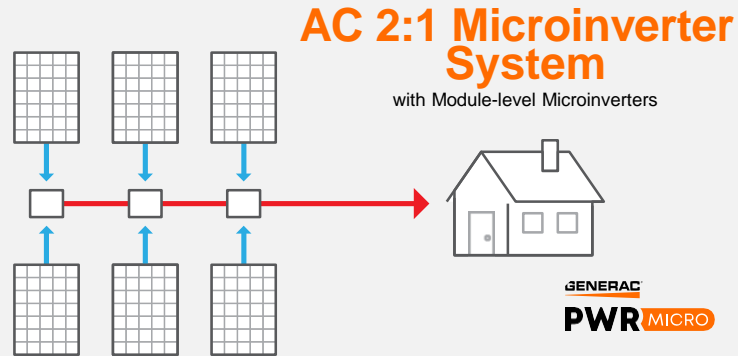 AC 2:1 Microinverter
System
with Module-level Microinverters
GENERAC
PWR MICRO